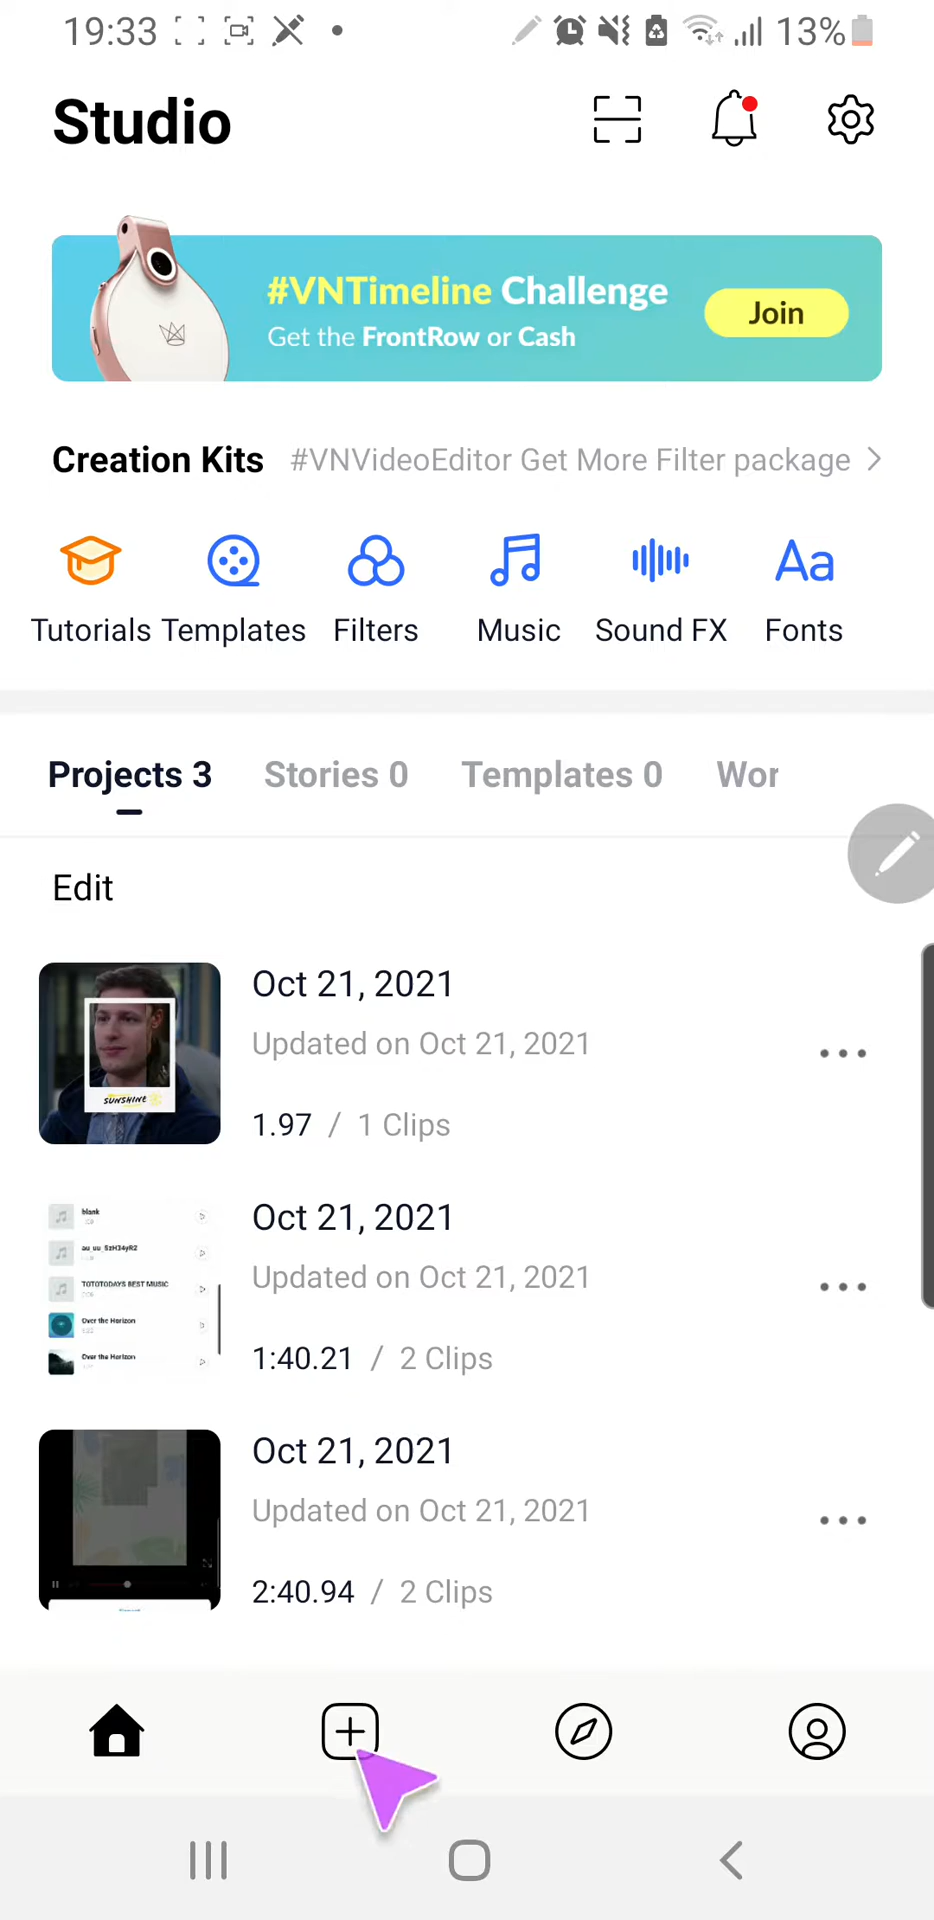 19:33
13%
Studio
#VNTimeline Challenge
Get the FrontRow or Cash
Join
Creation Kits #VNVideoEditor Get More Filter package
Tutorials
Templates
Filters
Music
Sound FX
Aa
Fonts
Projects 3
Stories 0
Templates 0
Wor
Edit
SUNSHINE
Oct 21, 2021
Updated on Oct 21, 2021
1.97 / 1 Clips
blank
TOTOTODAYS BEST MUSIC
Over the Horizon
Over the Horizon
Oct 21, 2021
Updated on Oct 21, 2021
1:40.21 / 2 Clips
Oct 21, 2021
Updated on Oct 21, 2021
2:40.94 / 2 Clips